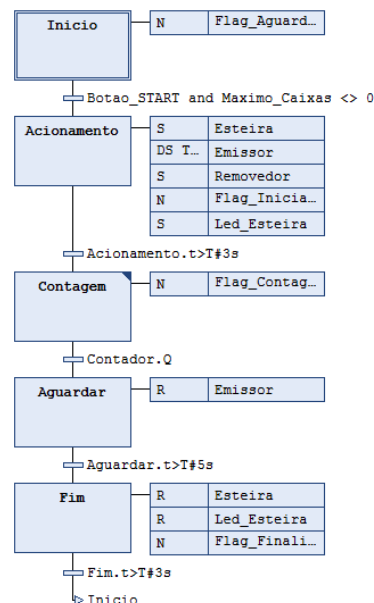 Inicio N Flag_Aguard…
Botao_START and Maximo_Caixas <> 0
Acionamento S Esteira
DS T… Emissor
S Removedor
N Flag_Inicia…
S Led_Esteira
Acionamento.t>T#3s
Contagem N Flag_Contag…
Contador.Q
Aguardar R Emissor
Aguardar.t>T#5s
Fim R Esteira
R Led_Esteira
N Flag_Finali…
Fim.t>T#3s
Inicio